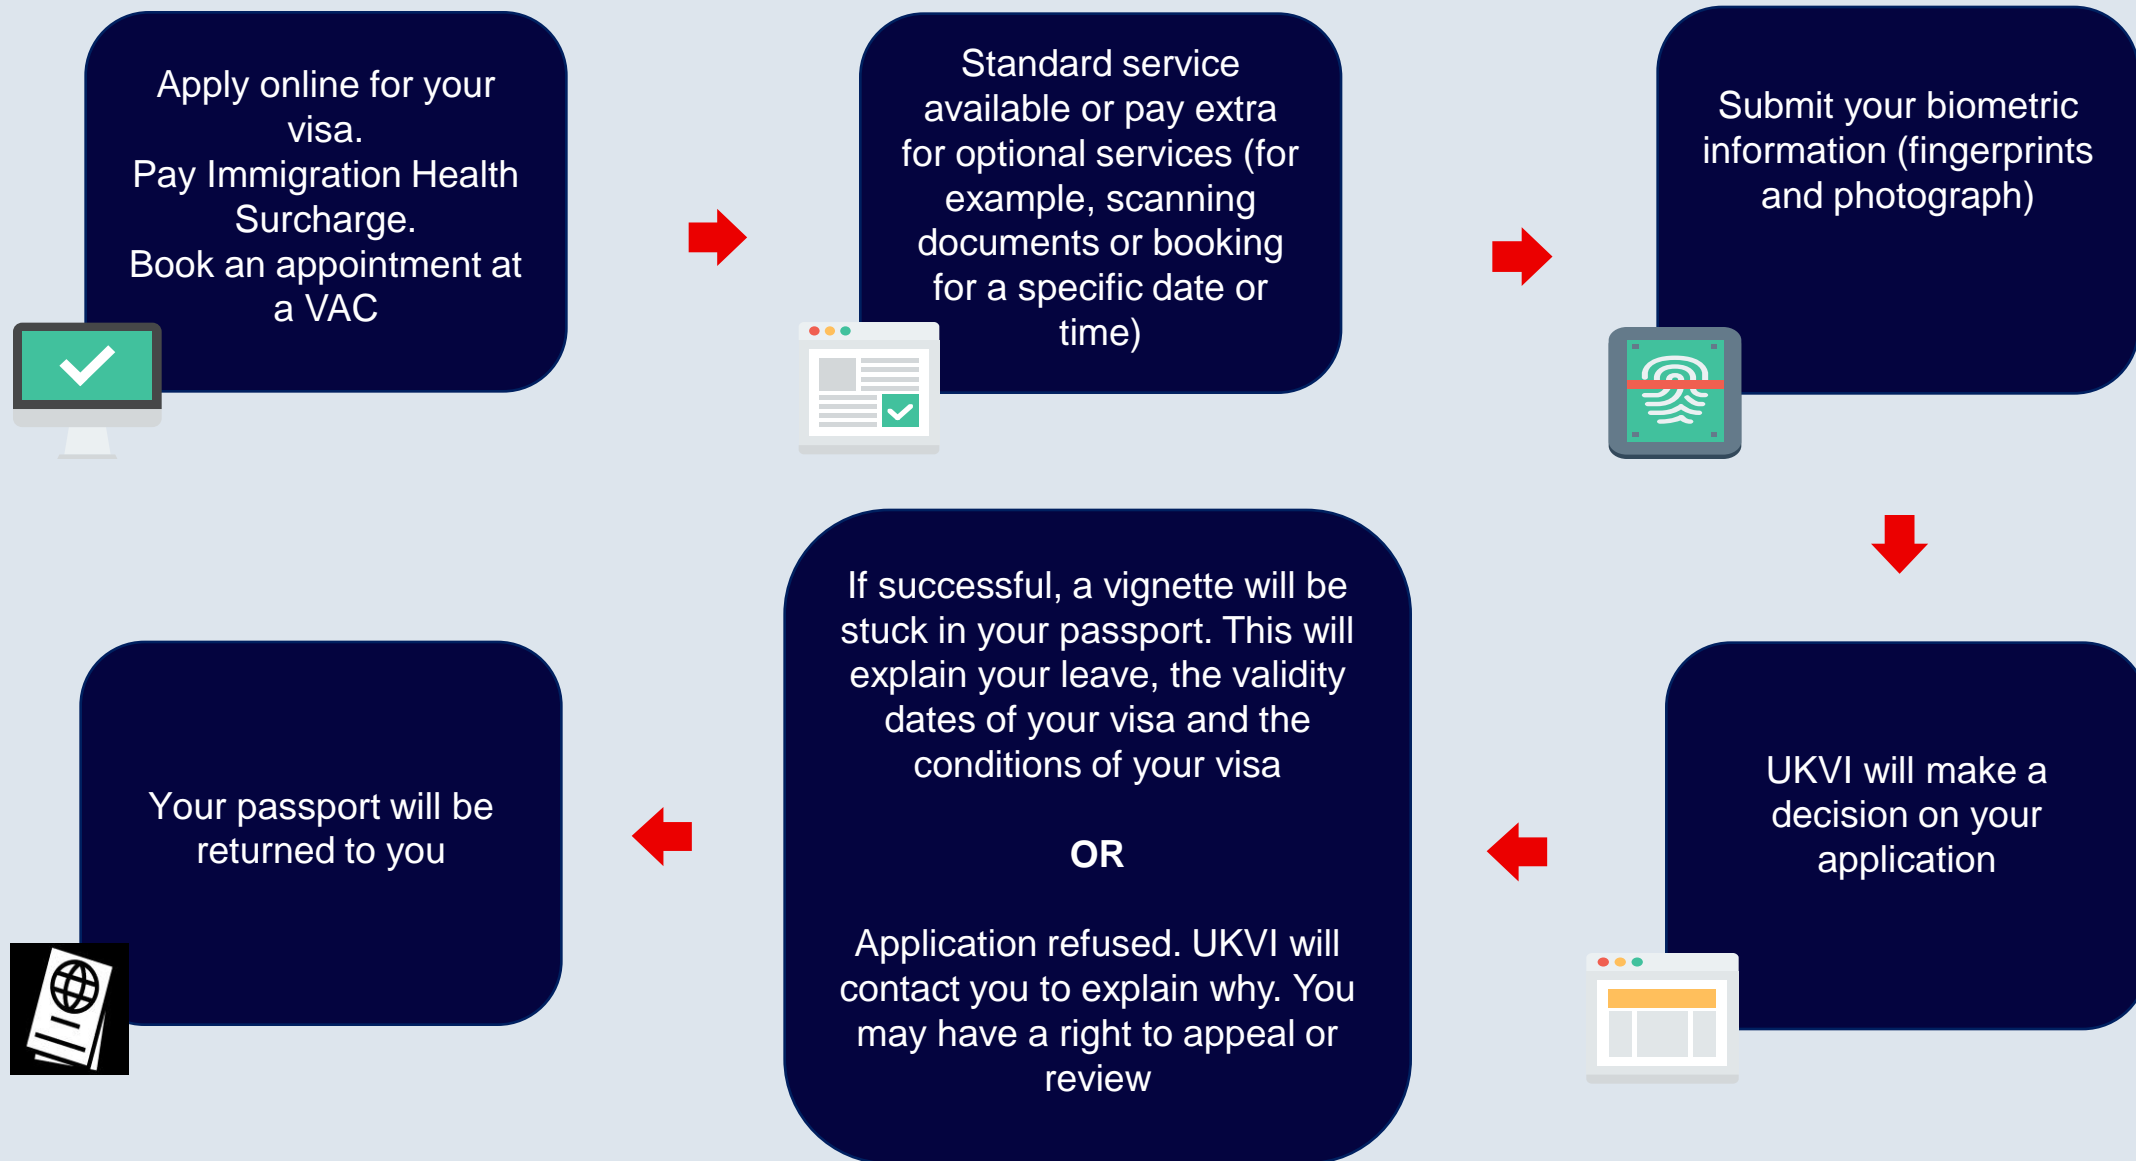 Apply online for your
visa.
Pay Immigration Health
Surcharge.
Book an appointment at
a VAC
Standard service
available or pay extra
for optional services (for
example, scanning
documents or booking
for a specific date or
time)
Submit your biometric
information (fingerprints
and photograph)
UKVI will make a
decision on your
application
If successful, a vignette will be
stuck in your passport. This will
explain your leave, the validity
dates of your visa and the
conditions of your visa
OR
Application refused. UKVI will
contact you to explain why. You
may have a right to appeal or
review
Your passport will be
returned to you